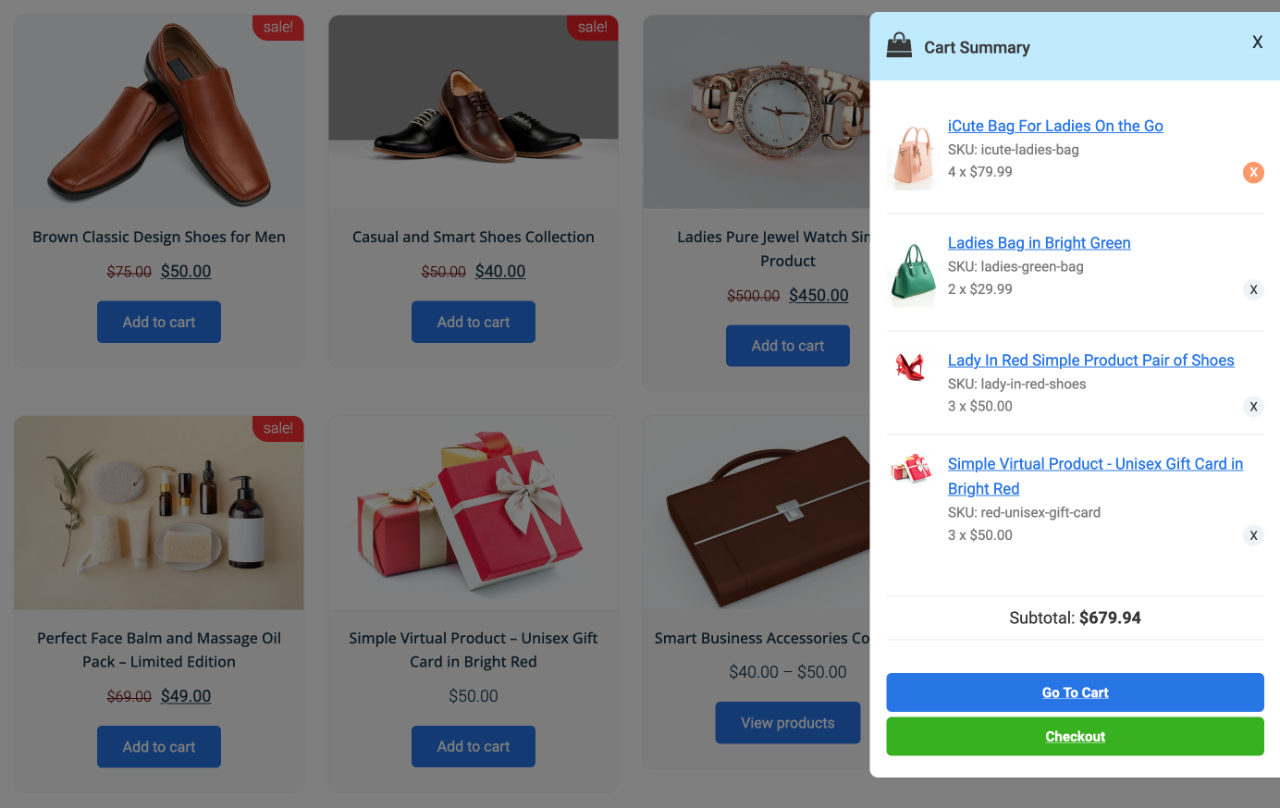 sale!
sale!
Brown Classic Design Shoes for Men
$75.00 $50.00
Add to cart
Casual and Smart Shoes Collection
$50.00 $40.00
Add to cart
Ladies Pure Jewel Watch
Product
$500.00 $450.00
Add to cart
sale!
Perfect Face Balm and Massage Oil
Pack – Limited Edition
$69.00 $49.00
Add to cart
Simple Virtual Product – Unisex Gift
Card in Bright Red
$50.00
Add to cart
Smart Business Accessories
$40.00 – $50.00
View products
Cart Summary
X
iCute Bag For Ladies On the Go
SKU: icute-ladies-bag
4 x $79.99
X
Ladies Bag in Bright Green
SKU: ladies-green-bag
2 x $29.99
X
Lady In Red Simple Product Pair of Shoes
SKU: lady-in-red-shoes
3 x $50.00
X
Simple Virtual Product - Unisex Gift Card in
Bright Red
SKU: red-unisex-gift-card
3 x $50.00
X
Subtotal: $679.94
Go To Cart
Checkout